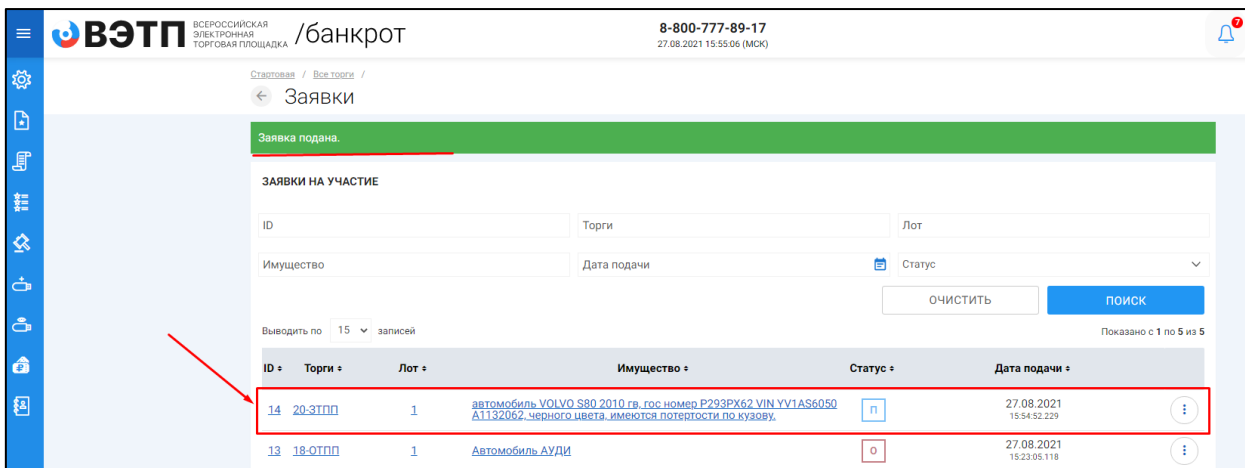 ВЭТП ВСЕРОССИЙСКАЯ ЭЛЕКТРОННАЯ ТОРГОВАЯ ПЛОЩАДКА /банкрот
8-800-777-89-17
27.08.2021 15:55:06 (МСК)
7
Стартовая / Все торги /
Заявки
Заявка подана.
ЗАЯВКИ НА УЧАСТИЕ
ID Торги Лот
Имущество Дата подачи Статус
ОЧИСТИТЬ ПОИСК
Выводить по 15 записей Показано с 1 по 5 из 5
ID Торги Лот Имущество Статус Дата подачи
14 20-ЗТПП 1 автомобиль VOLVO S80 2010 гв, гос номер Р293РХ62 VIN YV1AS6050 П 27.08.2021
A1132062, черного цвета, имеются потертости по кузову. 15:54:52.229
13 18-ОТПП 1 Автомобиль АУДИ О 27.08.2021
15:23:05.118